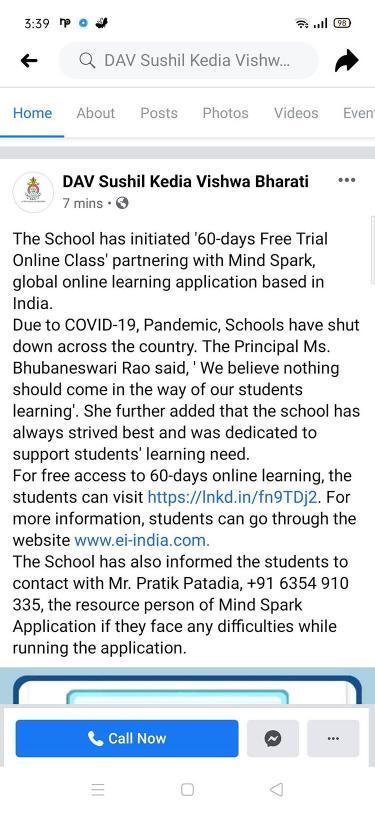 3:39
98
DAV Sushil Kedia Vishw...
Home About Posts Photos Videos Even
DAV Sushil Kedia Vishwa Bharati
7 mins •
The School has initiated '60-days Free Trial
Online Class' partnering with Mind Spark,
global online learning application based in
India.
Due to COVID-19, Pandemic, Schools have shut
down across the country. The Principal Ms.
Bhubaneswari Rao said, ' We believe nothing
should come in the way of our students
learning'. She further added that the school has
always strived best and was dedicated to
support students' learning need.
For free access to 60-days online learning, the
students can visit https://lnkd.in/fn9TDj2. For
more information, students can go through the
website www.ei-india.com.
The School has also informed the students to
contact with Mr. Pratik Patadia, +91 6354 910
335, the resource person of Mind Spark
Application if they face any difficulties while
running the application.
Call Now